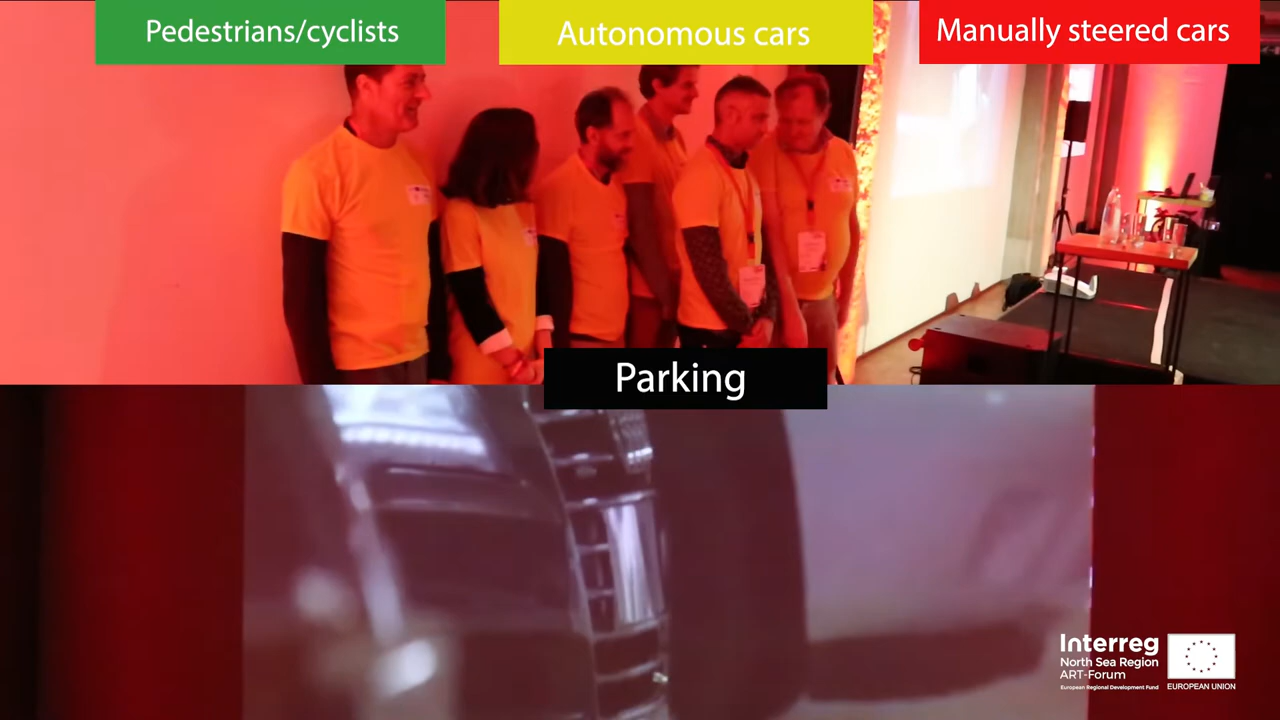 Pedestrians/cyclists
Autonomous cars
Manually steered cars
Parking
Interreg
North Sea Region
ART-Forum
European Regional Development Fund
EUROPEAN UNION